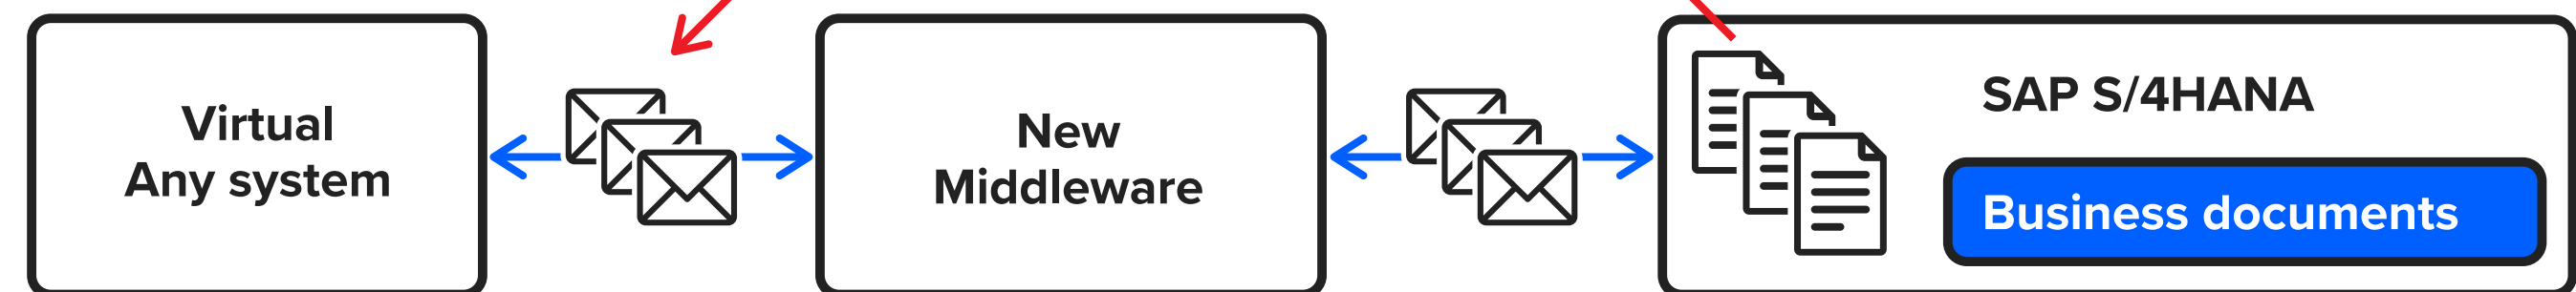 Virtual
Any system
New
Middleware
SAP S/4HANA
Business documents